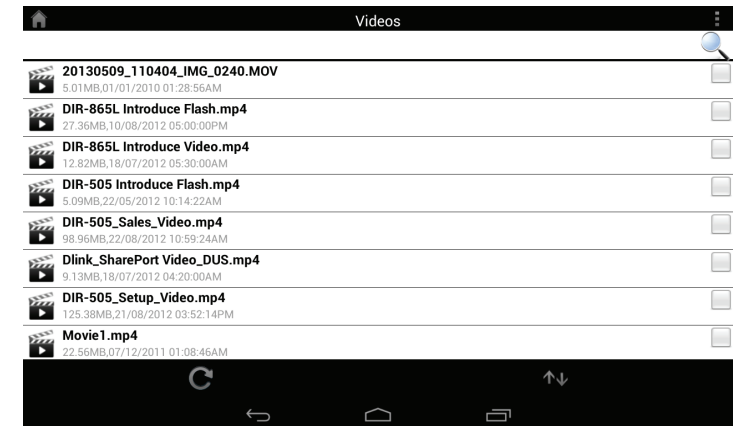 Videos
20130509_110404_IMG_0240.MOV
5.01MB,01/01/2010 01:28:56AM
DIR-865L Introduce Flash.mp4
27.36MB,10/08/2012 05:00:00PM
DIR-865L Introduce Video.mp4
12.82MB,18/07/2012 05:30:00AM
DIR-505 Introduce Flash.mp4
5.09MB,22/05/2012 10:14:22AM
DIR-505_Sales_Video.mp4
98.96MB,22/08/2012 10:59:24AM
Dlink_SharePort Video_DUS.mp4
9.13MB,18/07/2012 04:20:00AM
DIR-505_Setup_Video.mp4
125.38MB,21/08/2012 03:52:14PM
Movie1.mp4
22.56MB,07/12/2011 01:08:46AM